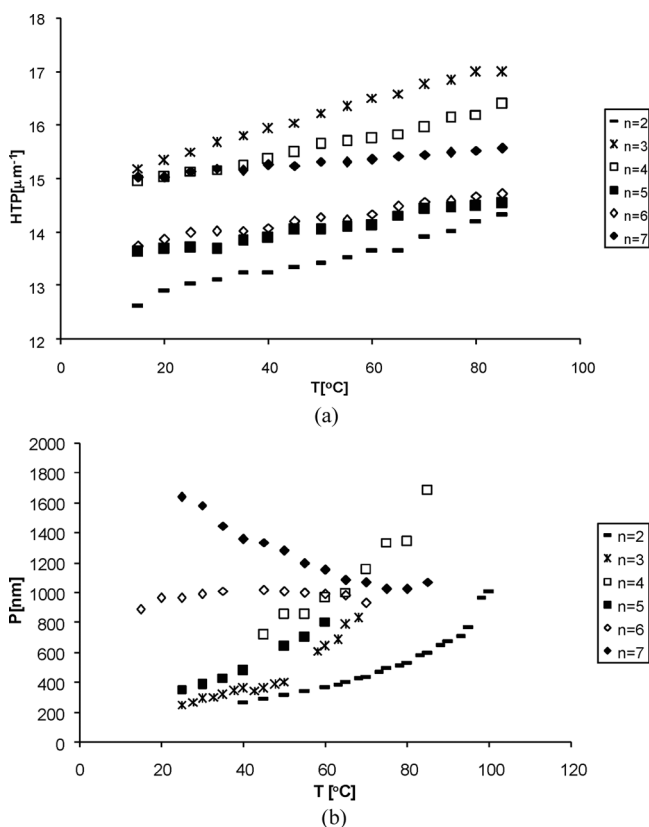 18
17
16
15
14
13
12
HTP[μm⁻¹]
0
20
40
60
80
100
T[°C]
n=2
n=3
n=4
n=5
n=6
n=7
(a)
2000
1800
1600
1400
1200
1000
800
600
400
200
0
P[nm]
0
20
40
60
80
100
120
T [°C]
n=2
n=3
n=4
n=5
n=6
n=7
(b)